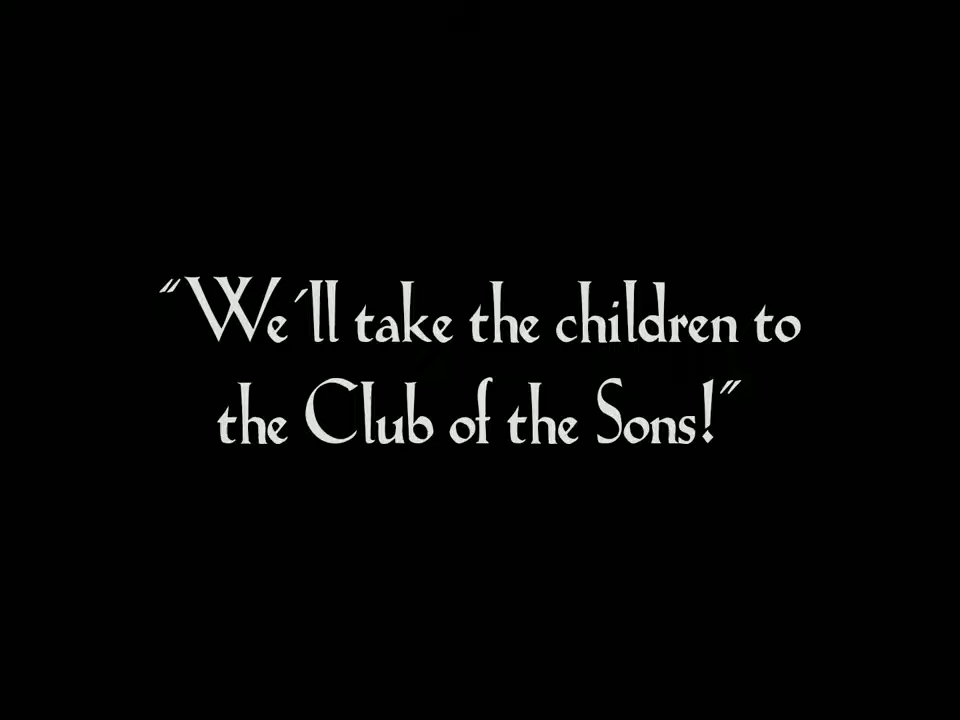 “We´ll take the children to
the Club of the Sons!”